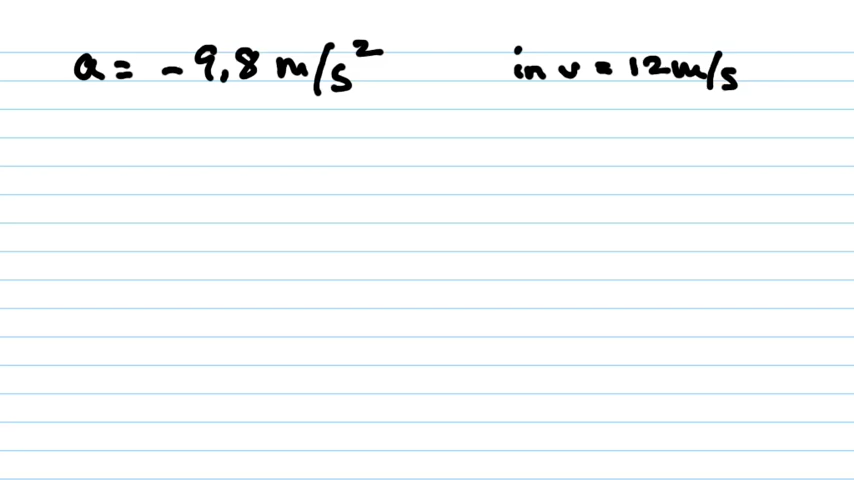 a = - 9,8 m/s² in v = 12m/s